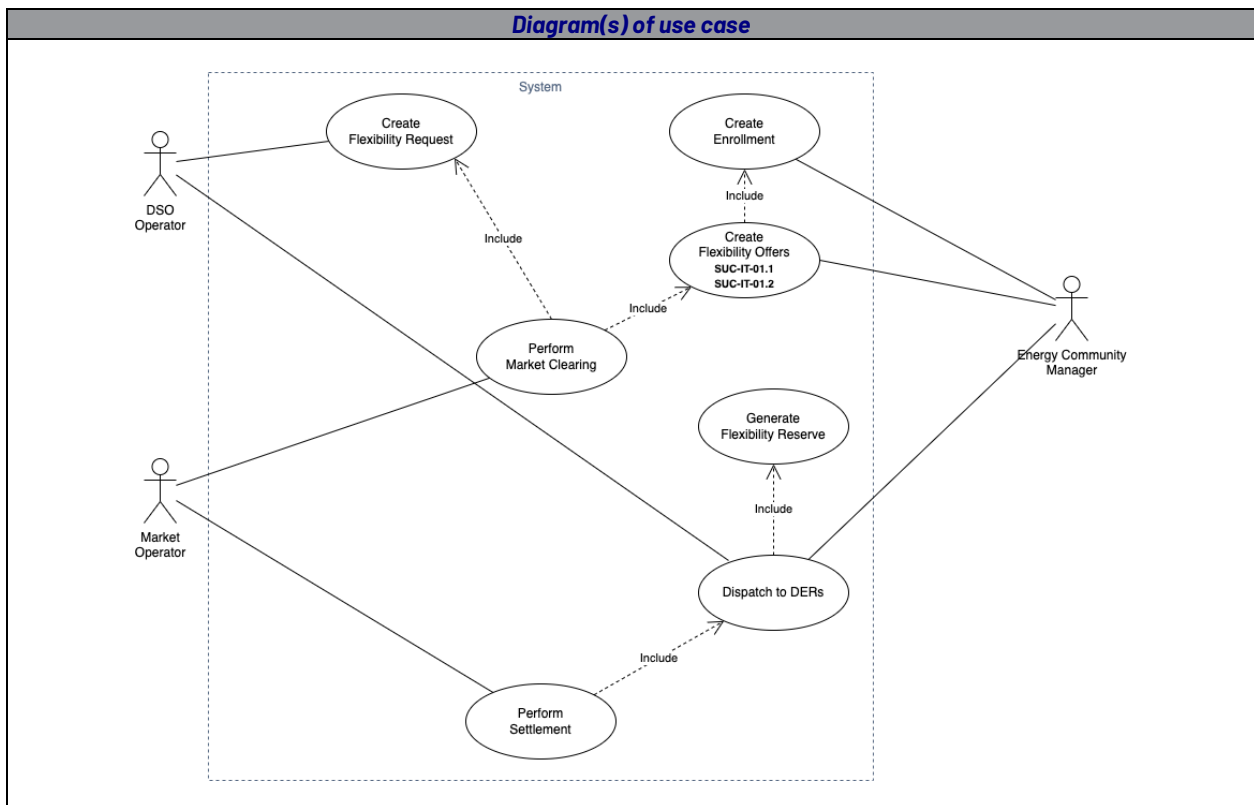 Diagram(s) of use case
System
Create
Flexibility Request
Create
Enrollment
DSO
Operator
Include
Include
Create
Flexibility Offers
SUC-IT-01.1
SUC-IT-01.2
Include
Perform
Market Clearing
Energy Community
Manager
Generate
Flexibility Reserve
Include
Market
Operator
Dispatch to DERs
Include
Perform
Settlement